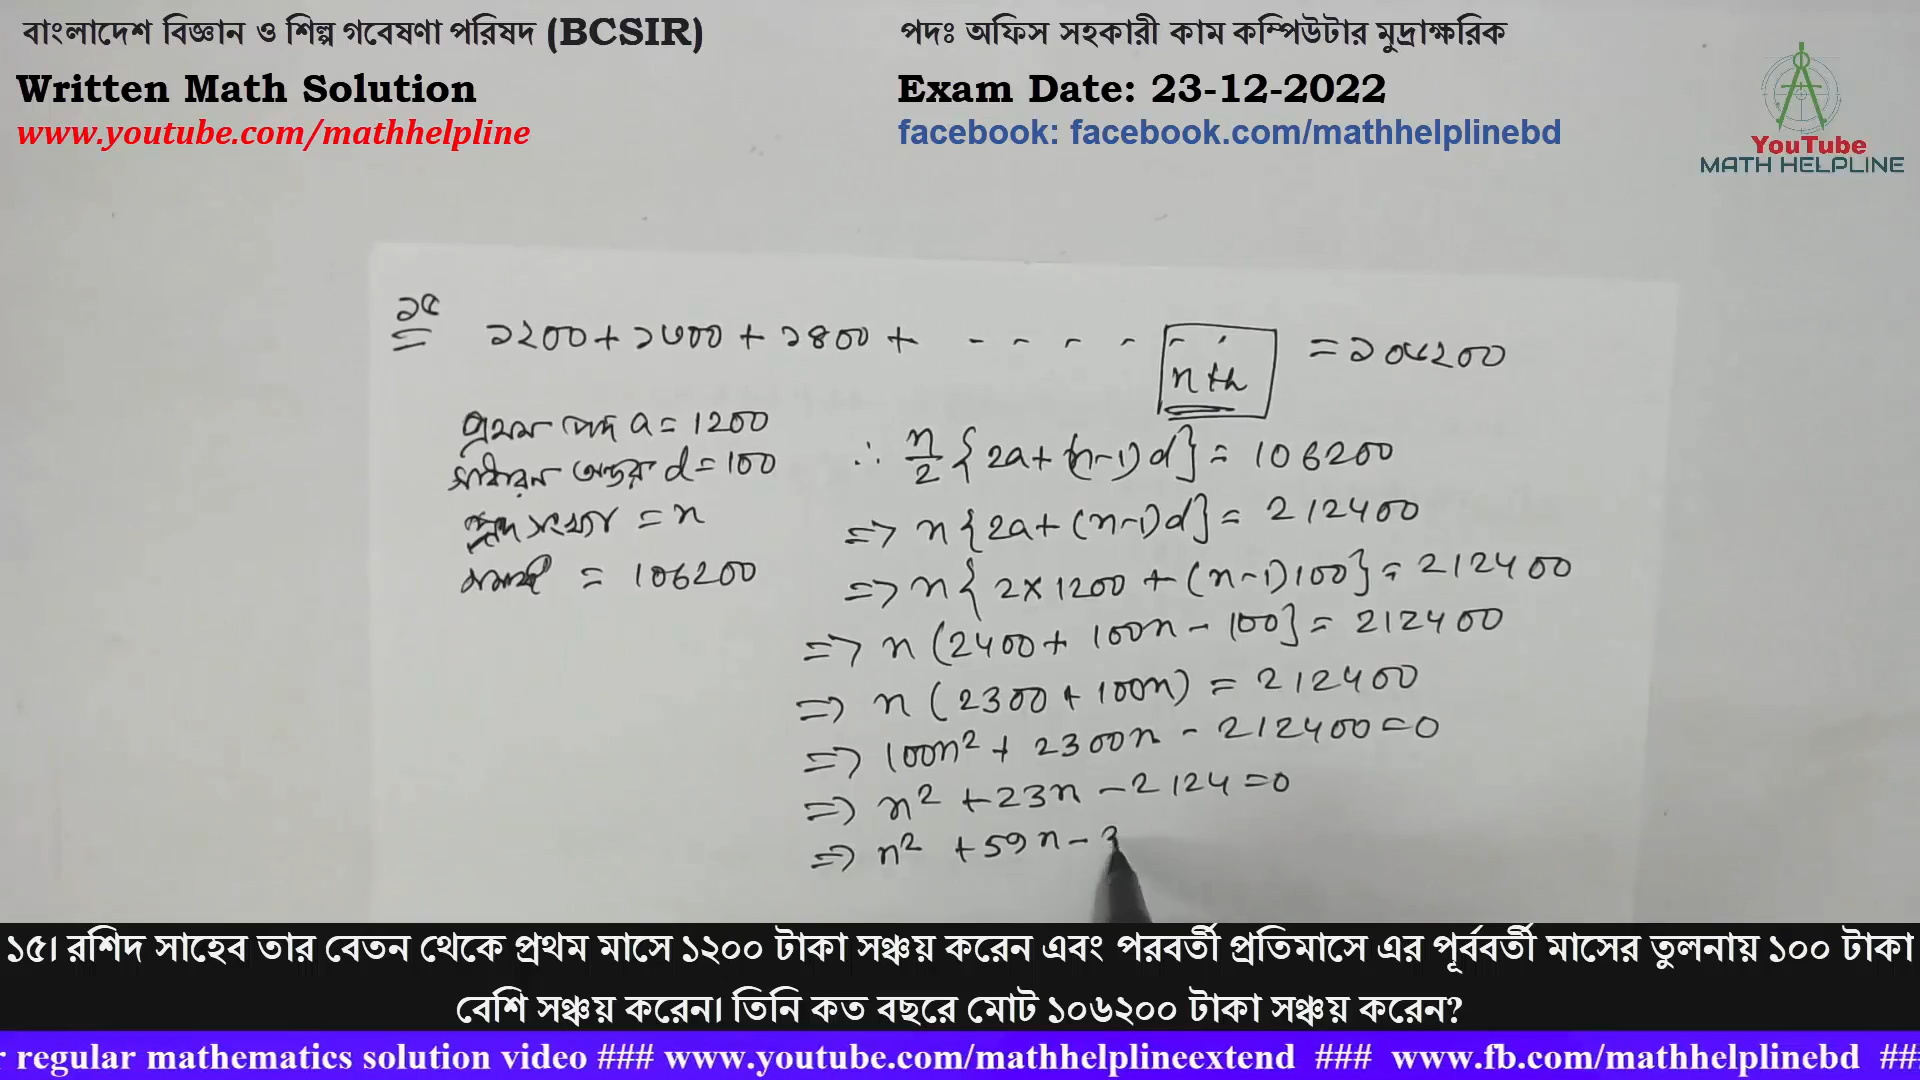 বাংলাদেশ বিজ্ঞান ও শিল্প গবেষণা পরিষদ (BCSIR)
পদঃ অফিস সহকারী কাম কম্পিউটার মুদ্রাক্ষরিক
Written Math Solution
Exam Date: 23-12-2022
www.youtube.com/mathhelpline
facebook: facebook.com/mathhelplinebd
YouTube
MATH HELPLINE
১৫
১২00+১৩00+১৪00+ - - - - - . nth = ১০৬২00
প্রথম পদ a = 1200
সাধারন অন্তর d = 100
পদ সংখ্যা = n
সমষ্টি = 106200
∴ n/2 {2a+(n-1)d} = 106200
=> n{2a+(n-1)d} = 212400
=> n{2×1200+(n-1)100} = 212400
=> n(2400+100n-100} = 212400
=> n(2300+100n) = 212400
=> 100n²+2300n-212400=0
=> n²+23n-2124=0
=> n²+59n-3
১৫। রশিদ সাহেব তার বেতন থেকে প্রথম মাসে ১২০০ টাকা সঞ্চয় করেন এবং পরবর্তী প্রতিমাসে এর পূর্ববর্তী মাসের তুলনায় ১০০ টাকা
বেশি সঞ্চয় করেন। তিনি কত বছরে মোট ১০৬২০০ টাকা সঞ্চয় করেন?
r regular mathematics solution video ### www.youtube.com/mathhelplineextend ### www.fb.com/mathhelplinebd ##